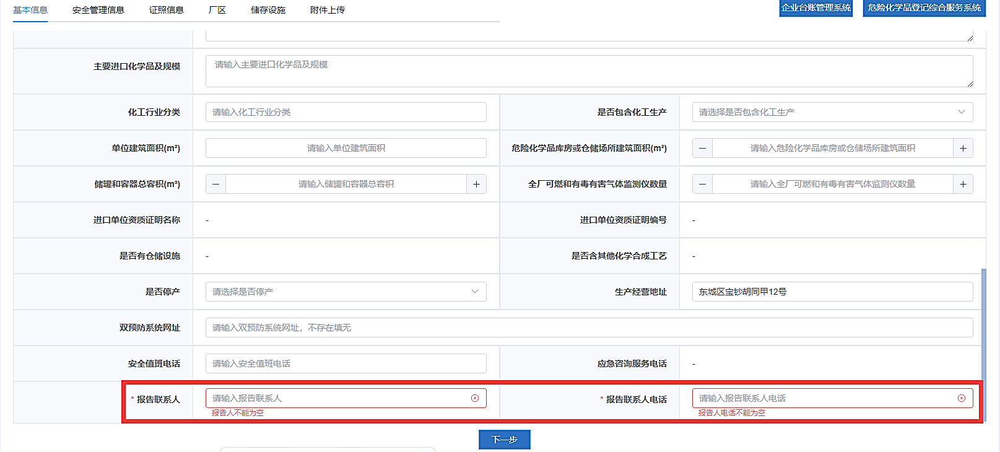 基本信息 安全管理信息 证照信息 厂区 储存设施 附件上传 企业台账管理系统 危险化学品登记综合服务系统
主要进口化学品及规模 请输入主要进口化学品及规模
化工行业分类 请输入化工行业分类 是否包含化工生产 请选择是否包含化工生产
单位建筑面积(m²) 请输入单位建筑面积 危险化学品库房或仓储场所建筑面积(m²) 请输入危险化学品库房或仓储场所建筑面积
储罐和容器总容积(m³) 请输入储罐和容器总容积 全厂可燃和有毒有害气体监测仪数量 请输入全厂可燃和有毒有害气体监测仪数量
进口单位资质证明名称 - 进口单位资质证明编号 -
是否有仓储设施 - 是否含其他化学合成工艺 -
是否停产 请选择是否停产 生产经营地址 东城区宝钞胡同甲12号
双预防系统网址 请输入双预防系统网址，不存在填无
安全值班电话 请输入安全值班电话 应急咨询服务电话 -
* 报告联系人 请输入报告联系人 * 报告联系人电话 请输入报告联系人电话
报告人不能为空 报告人电话不能为空
下一步